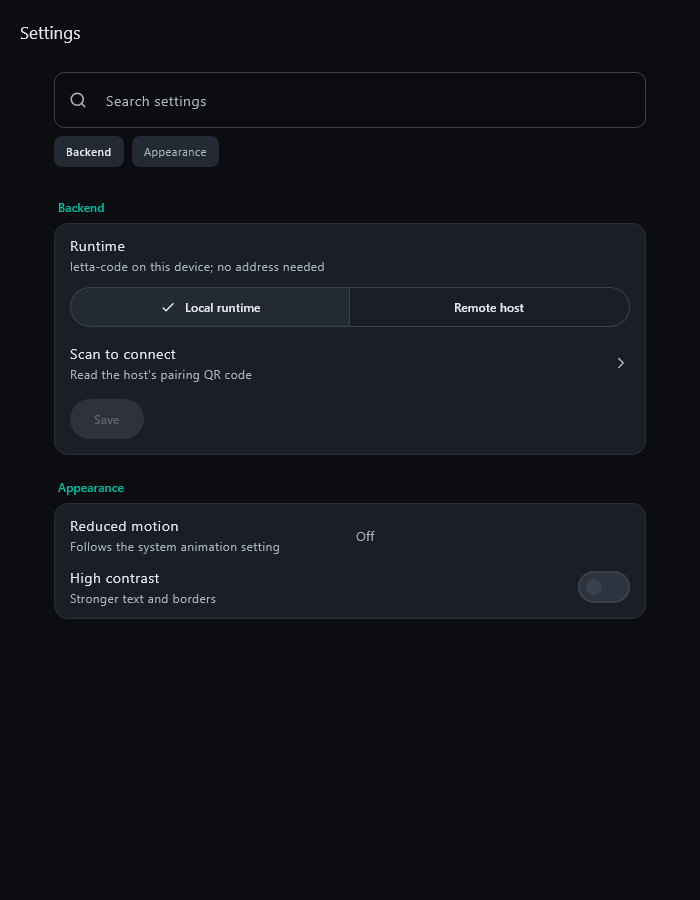 Settings
Search settings
Backend
Appearance
Backend
Runtime
letta-code on this device; no address needed
Local runtime
Remote host
Scan to connect
Read the host's pairing QR code
Save
Appearance
Reduced motion
Follows the system animation setting
Off
High contrast
Stronger text and borders